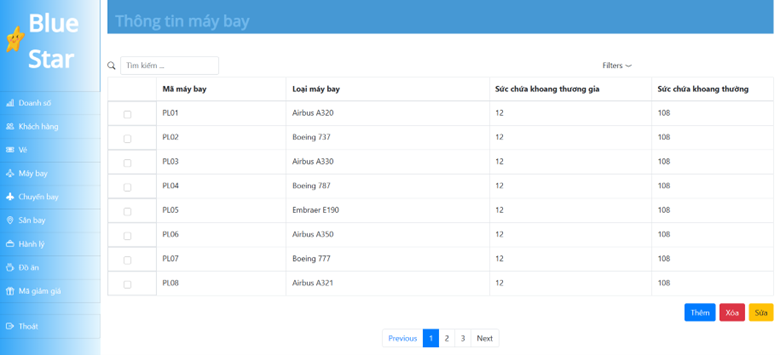 Blue
Star
Doanh số
Khách hàng
Vé
Máy bay
Chuyến bay
Sân bay
Hành lý
Đồ ăn
Mã giảm giá
Thoát
Thông tin máy bay
Tìm kiếm ...
Filters
Mã máy bay Loại máy bay Sức chứa khoang thương gia Sức chứa khoang thường
PL01 Airbus A320 12 108
PL02 Boeing 737 12 108
PL03 Airbus A330 12 108
PL04 Boeing 787 12 108
PL05 Embraer E190 12 108
PL06 Airbus A350 12 108
PL07 Boeing 777 12 108
PL08 Airbus A321 12 108
Thêm Xóa Sửa
Previous 1 2 3 Next